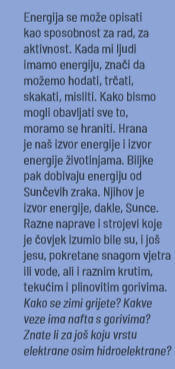 Energija se može opisati
kao sposobnost za rad, za
aktivnost. Kada mi ljudi
imamo energiju, znači da
možemo hodati, trčati,
skakati, misliti. Kako bismo
mogli obavljati sve to,
moramo se hraniti. Hrana
je naš izvor energije i izvor
energije životinjama. Biljke
pak dobivaju energiju od
Sunčevih zraka. Njihov je
izvor energije, dakle, Sunce.
Razne naprave i strojevi koje
je čovjek izumio bile su, i još
jesu, pokretane snagom vjetra
ili vode, ali i raznim krutim,
tekućim i plinovitim gorivima.
Kako se zimi grijete? Kakve
veze ima nafta s gorivima?
Znate li za još koju vrstu
elektrane osim hidroelektrane?